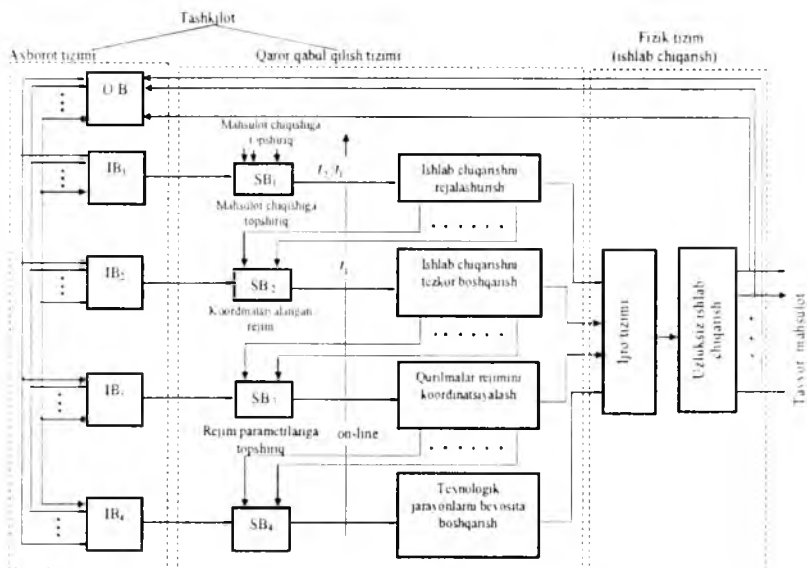 Tashkilot
Axborot tizimi
Qaror qabul qilish tizimi
Fizik tizim
(ishlab chiqarish)
O B
Mahsulot chiqishiga
topshiriq
IB₁
SB₁
Ishlab chiqarishni
rejalashtirish
Mahsulot chiqishiga
topshiriq
IB₂
SB₂
Ishlab chiqarishni
tezkor boshqarish
Koordinatalangan
rejim
Ijro tizimi
Uzluksiz ishlab
chiqarish
Tayyor mahsulot
IB₃
SB₃
Qurilmalar rejimini
koordinatsiyalash
Rejim parametrlariga
topshiriq
on-line
IB₄
SB₄
Texnologik
jarayonlarni bevosita
boshqarish